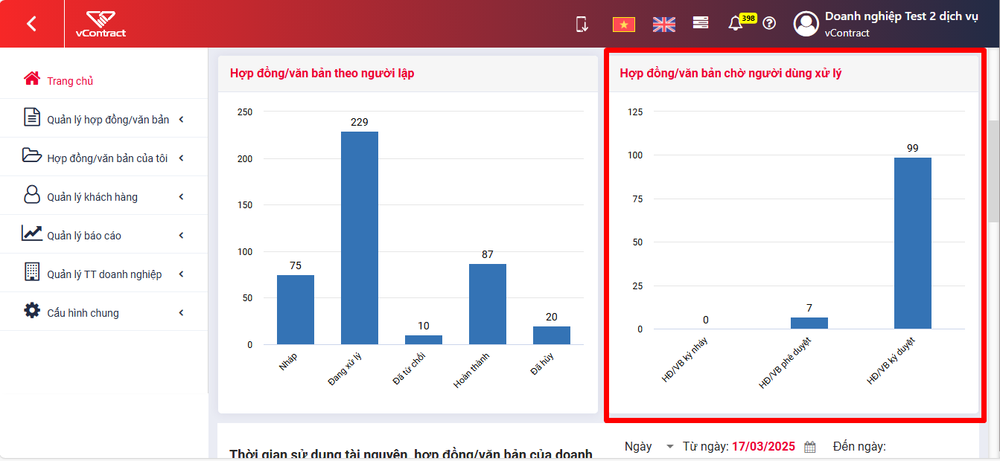 vContract
398
Doanh nghiệp Test 2 dịch vụ
vContract
Trang chủ
Quản lý hợp đồng/văn bản
Hợp đồng/văn bản của tôi
Quản lý khách hàng
Quản lý báo cáo
Quản lý TT doanh nghiệp
Cấu hình chung
Hợp đồng/văn bản theo người lập
250
200
150
100
50
0
75
229
10
87
20
Nháp
Đang xử lý
Đã từ chối
Hoàn thành
Đã hủy
Hợp đồng/văn bản chờ người dùng xử lý
125
100
75
50
25
0
0
7
99
HĐ/VB ký nháy
HĐ/VB phê duyệt
HĐ/VB ký duyệt
Thời gian sử dụng tài nguyên, hợp đồng/văn bản của doanh
Ngày Từ ngày: 17/03/2025 Đến ngày: